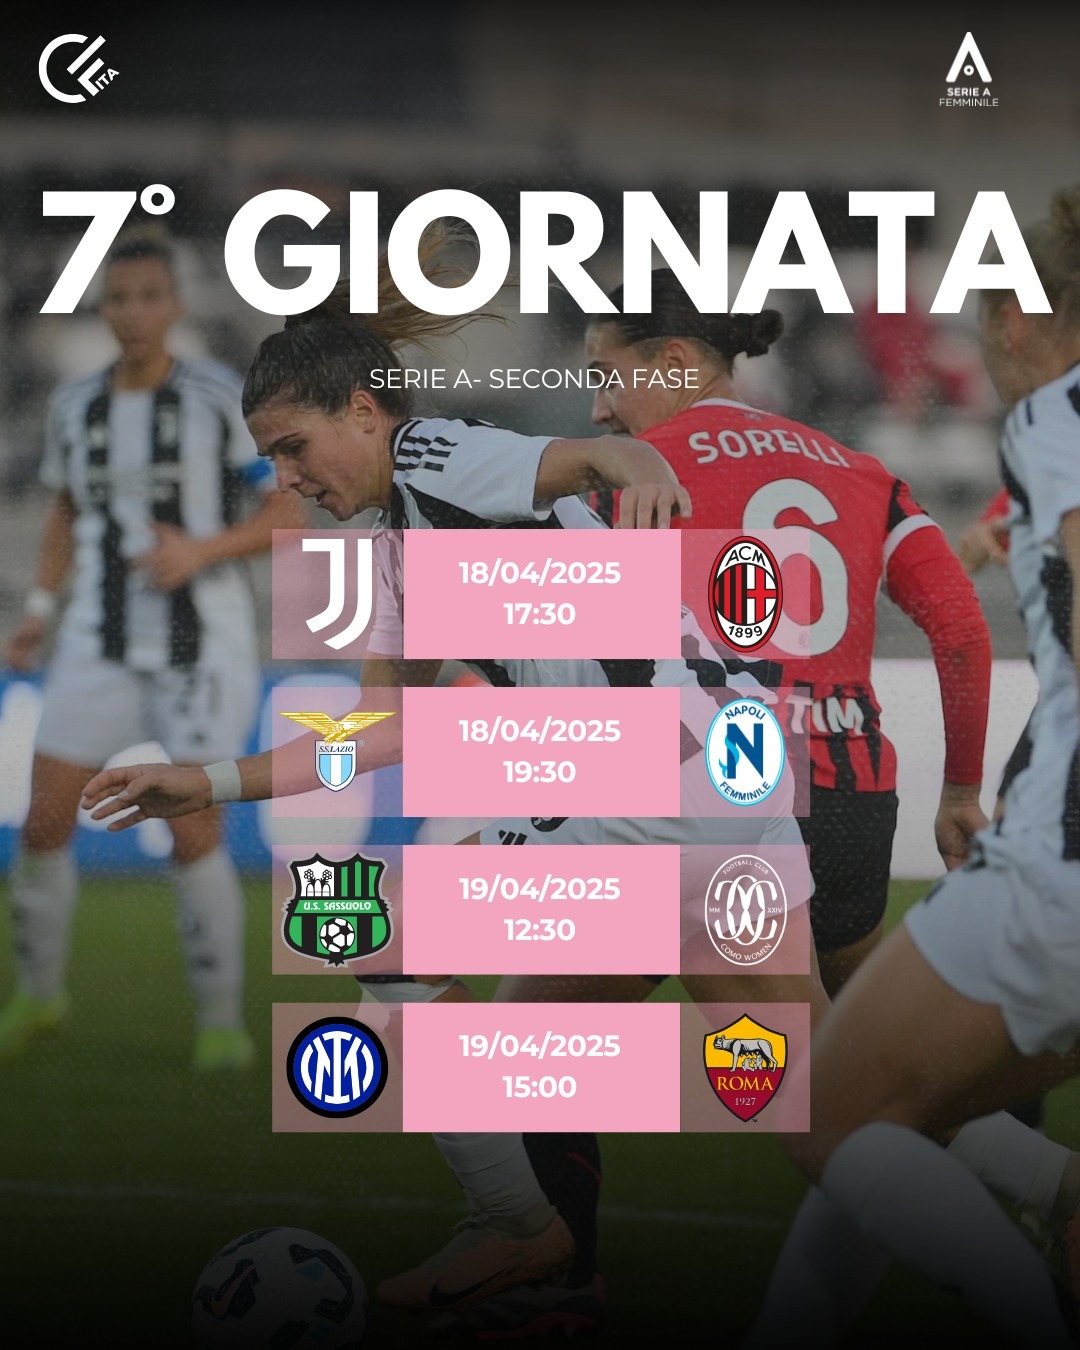 ITA
SERIE A
FEMMINILE
7° GIORNATA
SERIE A- SECONDA FASE
SORELLI
6
18/04/2025
17:30
ACM
1899
18/04/2025
19:30
S.S.LAZIO
NAPOLI
N
FEMMINILE
TIM
19/04/2025
12:30
U.S. SASSUOLO
FOOTBALL CLUB
MM XXIV
COMO WOMEN
19/04/2025
15:00
ROMA
1927